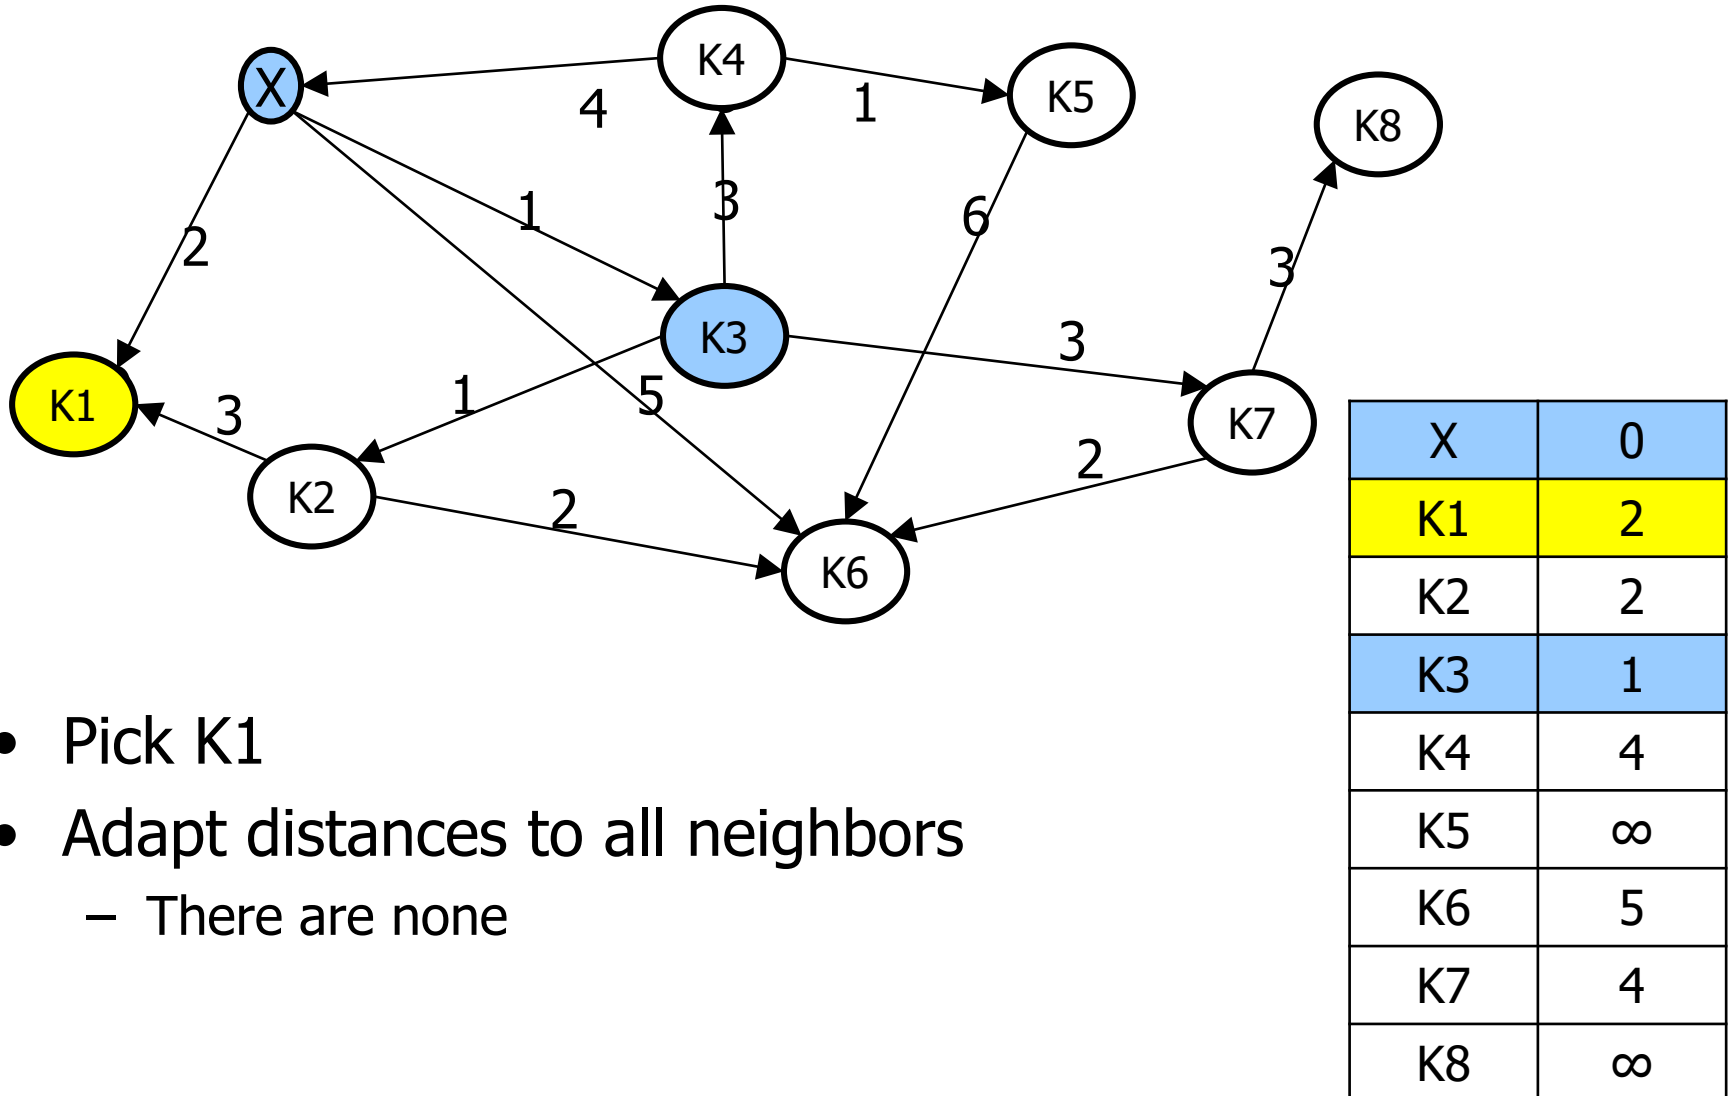 K4
X
K5
K8
4
1
1
3
6
2
3
K3
3
1
5
K1
3
K7
2
K2
2
K6
X 0
K1 2
K2 2
K3 1
K4 4
K5 ∞
K6 5
K7 4
K8 ∞
• Pick K1
• Adapt distances to all neighbors
– There are none